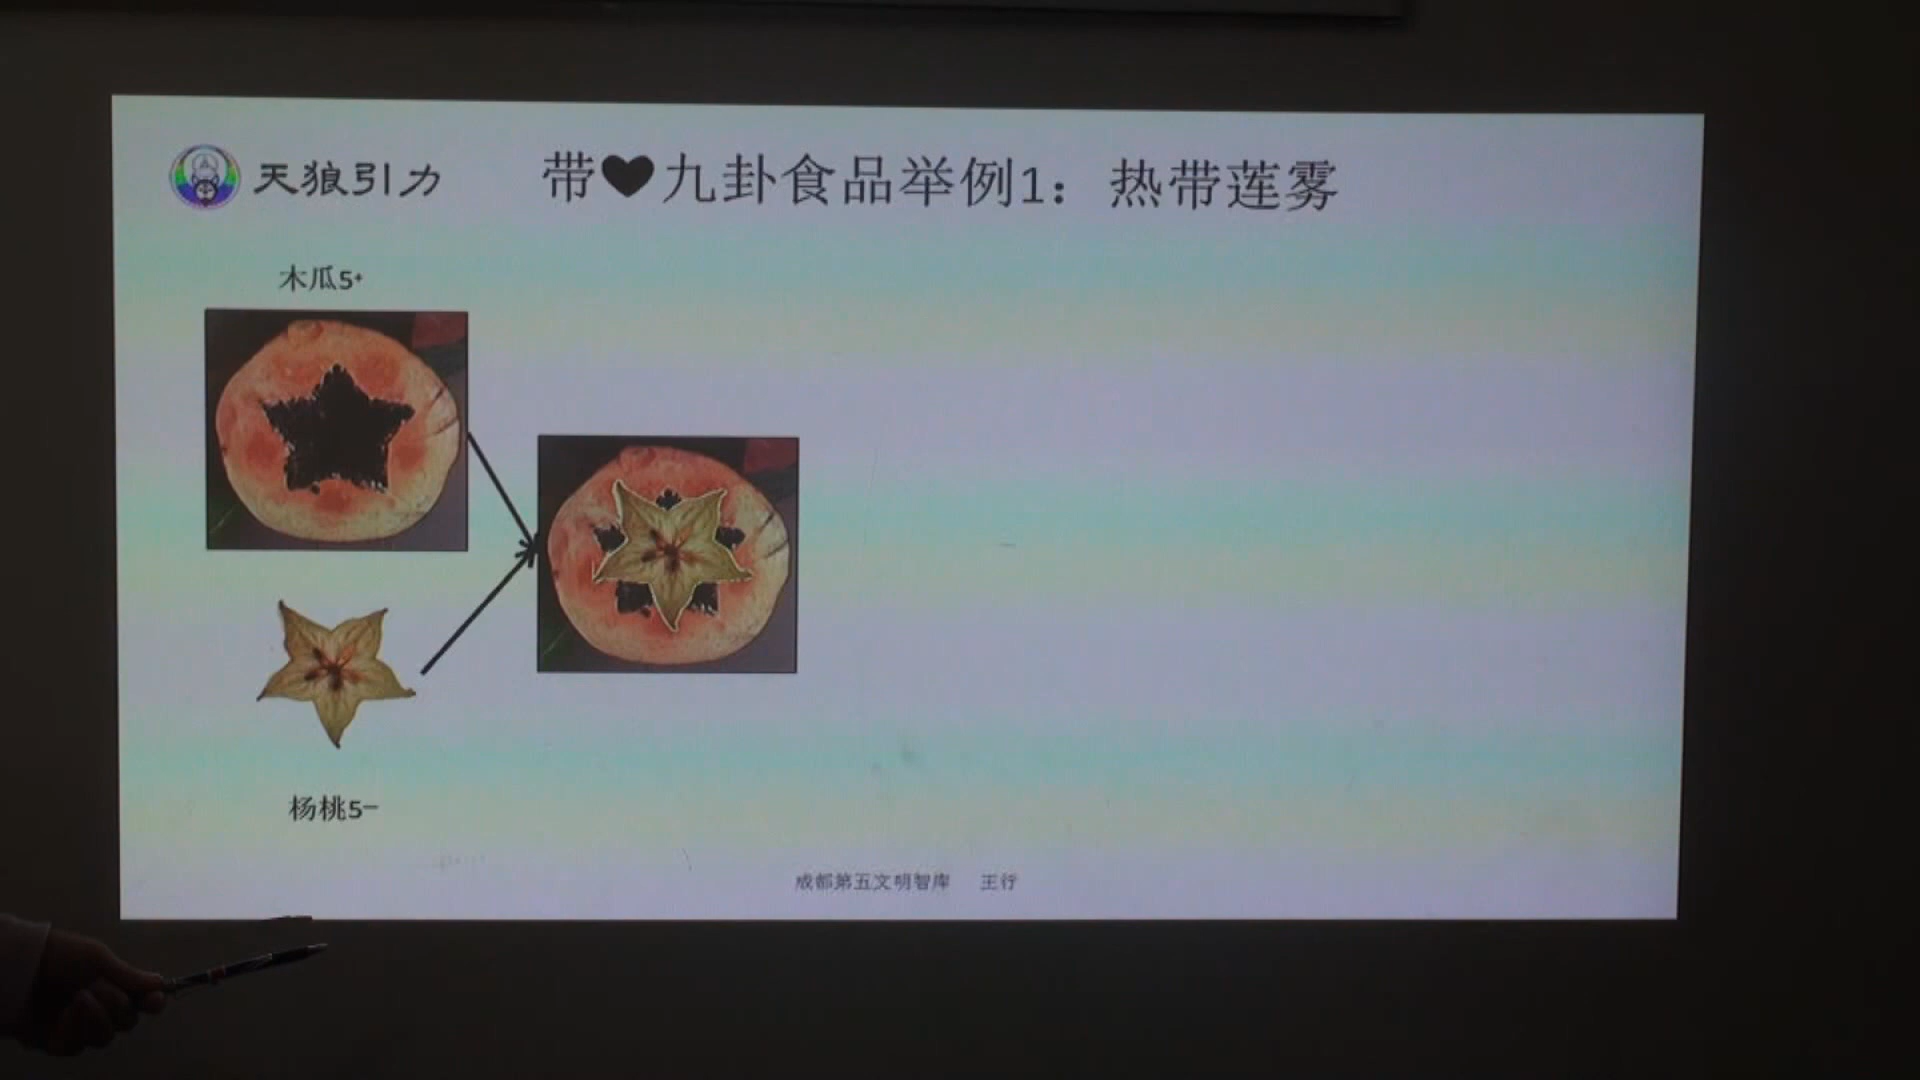 天狼引力
带♥九卦食品举例1：热带莲雾
木瓜5⁺
杨桃5⁻
成都第五文明智库 王行